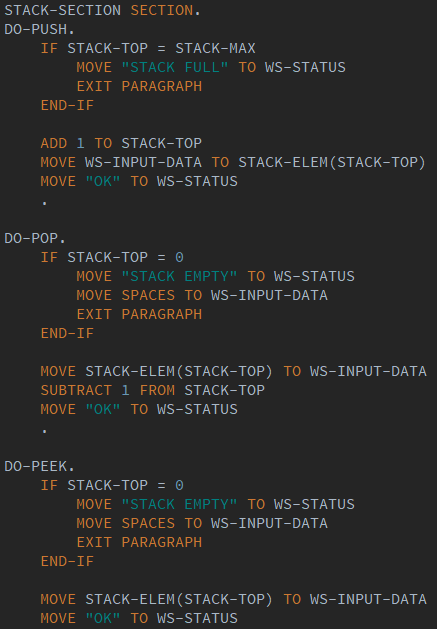 STACK-SECTION SECTION.
DO-PUSH.
    IF STACK-TOP = STACK-MAX
        MOVE "STACK FULL" TO WS-STATUS
        EXIT PARAGRAPH
    END-IF

    ADD 1 TO STACK-TOP
    MOVE WS-INPUT-DATA TO STACK-ELEM(STACK-TOP)
    MOVE "OK" TO WS-STATUS
    .

DO-POP.
    IF STACK-TOP = 0
        MOVE "STACK EMPTY" TO WS-STATUS
        MOVE SPACES TO WS-INPUT-DATA
        EXIT PARAGRAPH
    END-IF

    MOVE STACK-ELEM(STACK-TOP) TO WS-INPUT-DATA
    SUBTRACT 1 FROM STACK-TOP
    MOVE "OK" TO WS-STATUS
    .

DO-PEEK.
    IF STACK-TOP = 0
        MOVE "STACK EMPTY" TO WS-STATUS
        MOVE SPACES TO WS-INPUT-DATA
        EXIT PARAGRAPH
    END-IF

    MOVE STACK-ELEM(STACK-TOP) TO WS-INPUT-DATA
    MOVE "OK" TO WS-STATUS